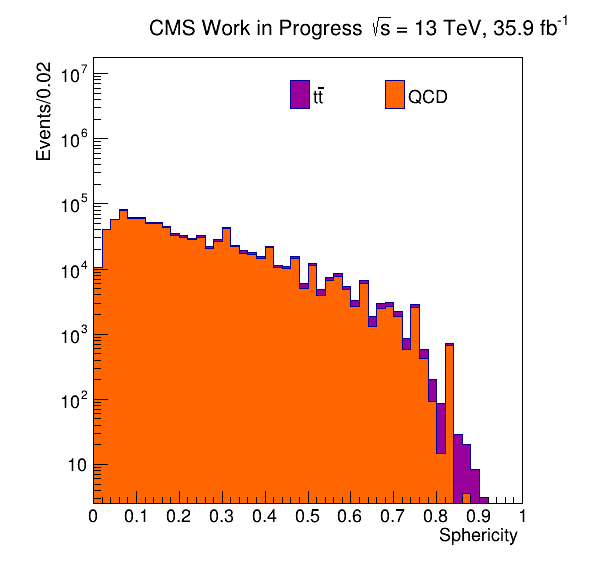 CMS Work in Progress √s = 13 TeV, 35.9 fb⁻¹
Events/0.02
tt̄
QCD
10⁷
10⁶
10⁵
10⁴
10³
10²
10
0 0.1 0.2 0.3 0.4 0.5 0.6 0.7 0.8 0.9 1
Sphericity